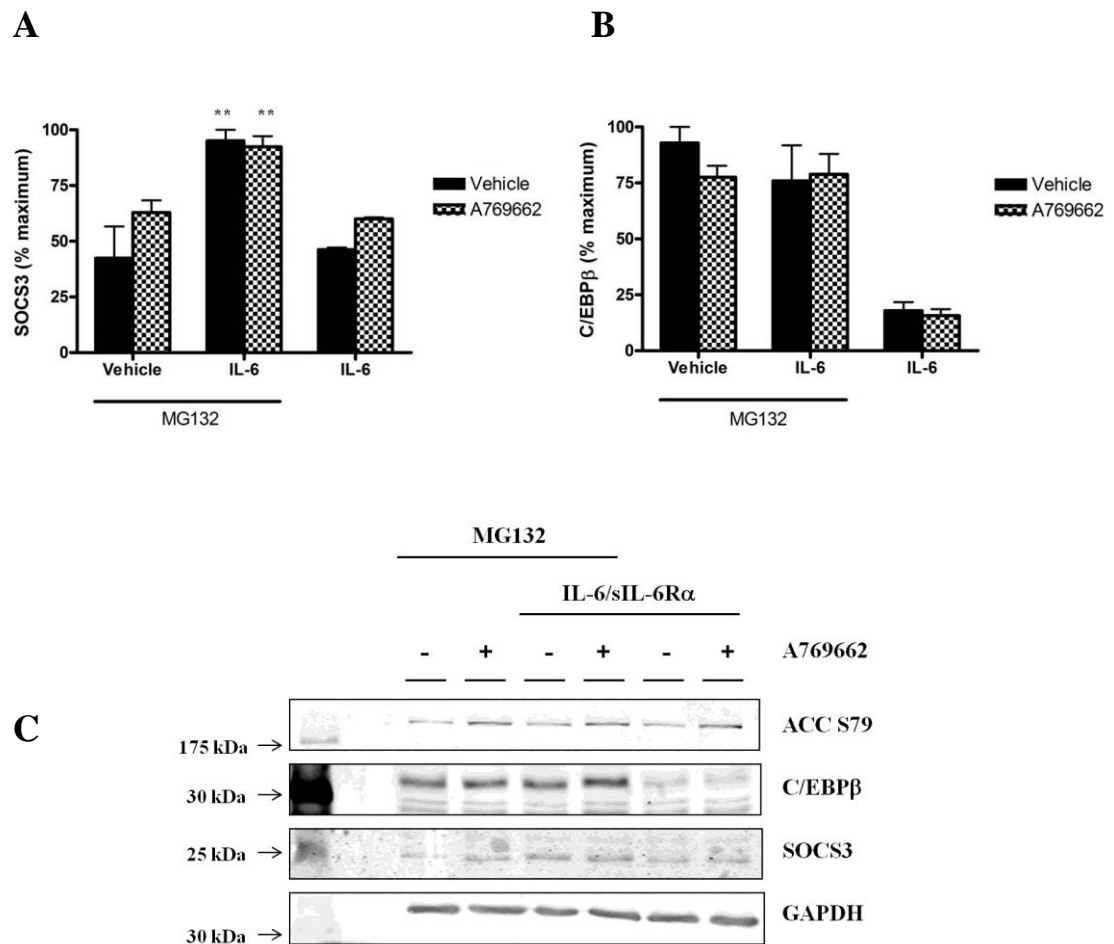 A
B
** **
SOCS3 (% maximum)
100
75
50
25
0
Vehicle IL-6 IL-6
MG132
Vehicle
A769662
C/EBPβ (% maximum)
100
75
50
25
0
Vehicle IL-6 IL-6
MG132
Vehicle
A769662
MG132
IL-6/sIL-6Rα
- + - + - + A769662
C
175 kDa → ACC S79
30 kDa → C/EBPβ
25 kDa → SOCS3
30 kDa → GAPDH